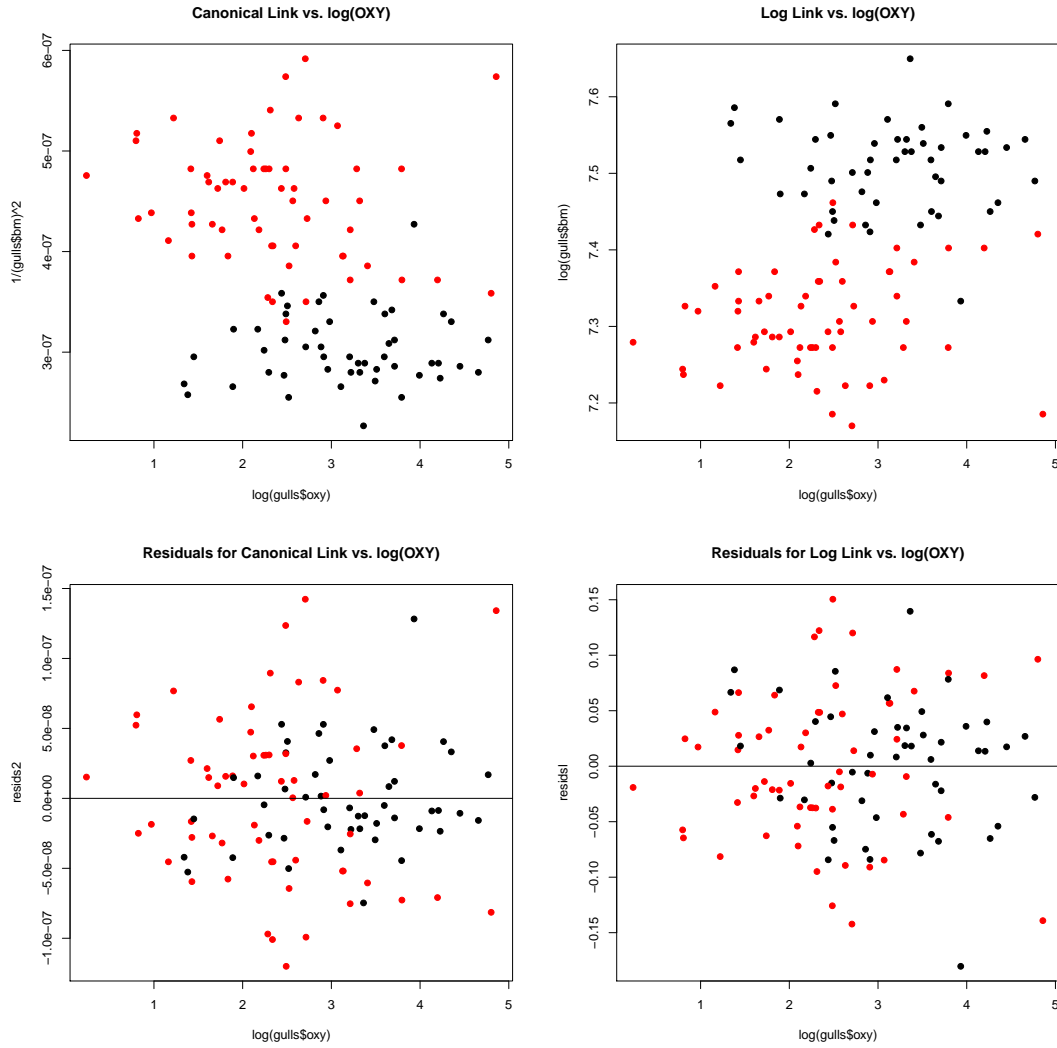 Canonical Link vs. log(OXY)
1/(gulls$bm)^2
6e−07
5e−07
4e−07
3e−07
1 2 3 4 5
log(gulls$oxy)
Log Link vs. log(OXY)
log(gulls$bm)
7.6
7.5
7.4
7.3
7.2
1 2 3 4 5
log(gulls$oxy)
Residuals for Canonical Link vs. log(OXY)
resids2
1.5e−07
1.0e−07
5.0e−08
0.0e+00
−5.0e−08
−1.0e−07
1 2 3 4 5
log(gulls$oxy)
Residuals for Log Link vs. log(OXY)
residsl
0.15
0.10
0.05
0.00
−0.05
−0.10
−0.15
1 2 3 4 5
log(gulls$oxy)